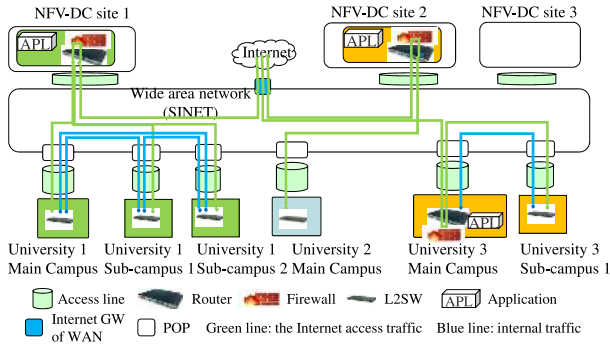 NFV-DC site 1
NFV-DC site 2
NFV-DC site 3
APL
APL
Internet
Wide area network
(SINET)
APL
University 1
Main Campus
University 1
Sub-campus 1
University 1
Sub-campus 2
University 2
Main Campus
University 3
Main Campus
University 3
Sub-campus 1
Access line
Router
Firewall
L2SW
APL
Application
Internet GW
of WAN
POP
Green line: the Internet access traffic
Blue line: internal traffic